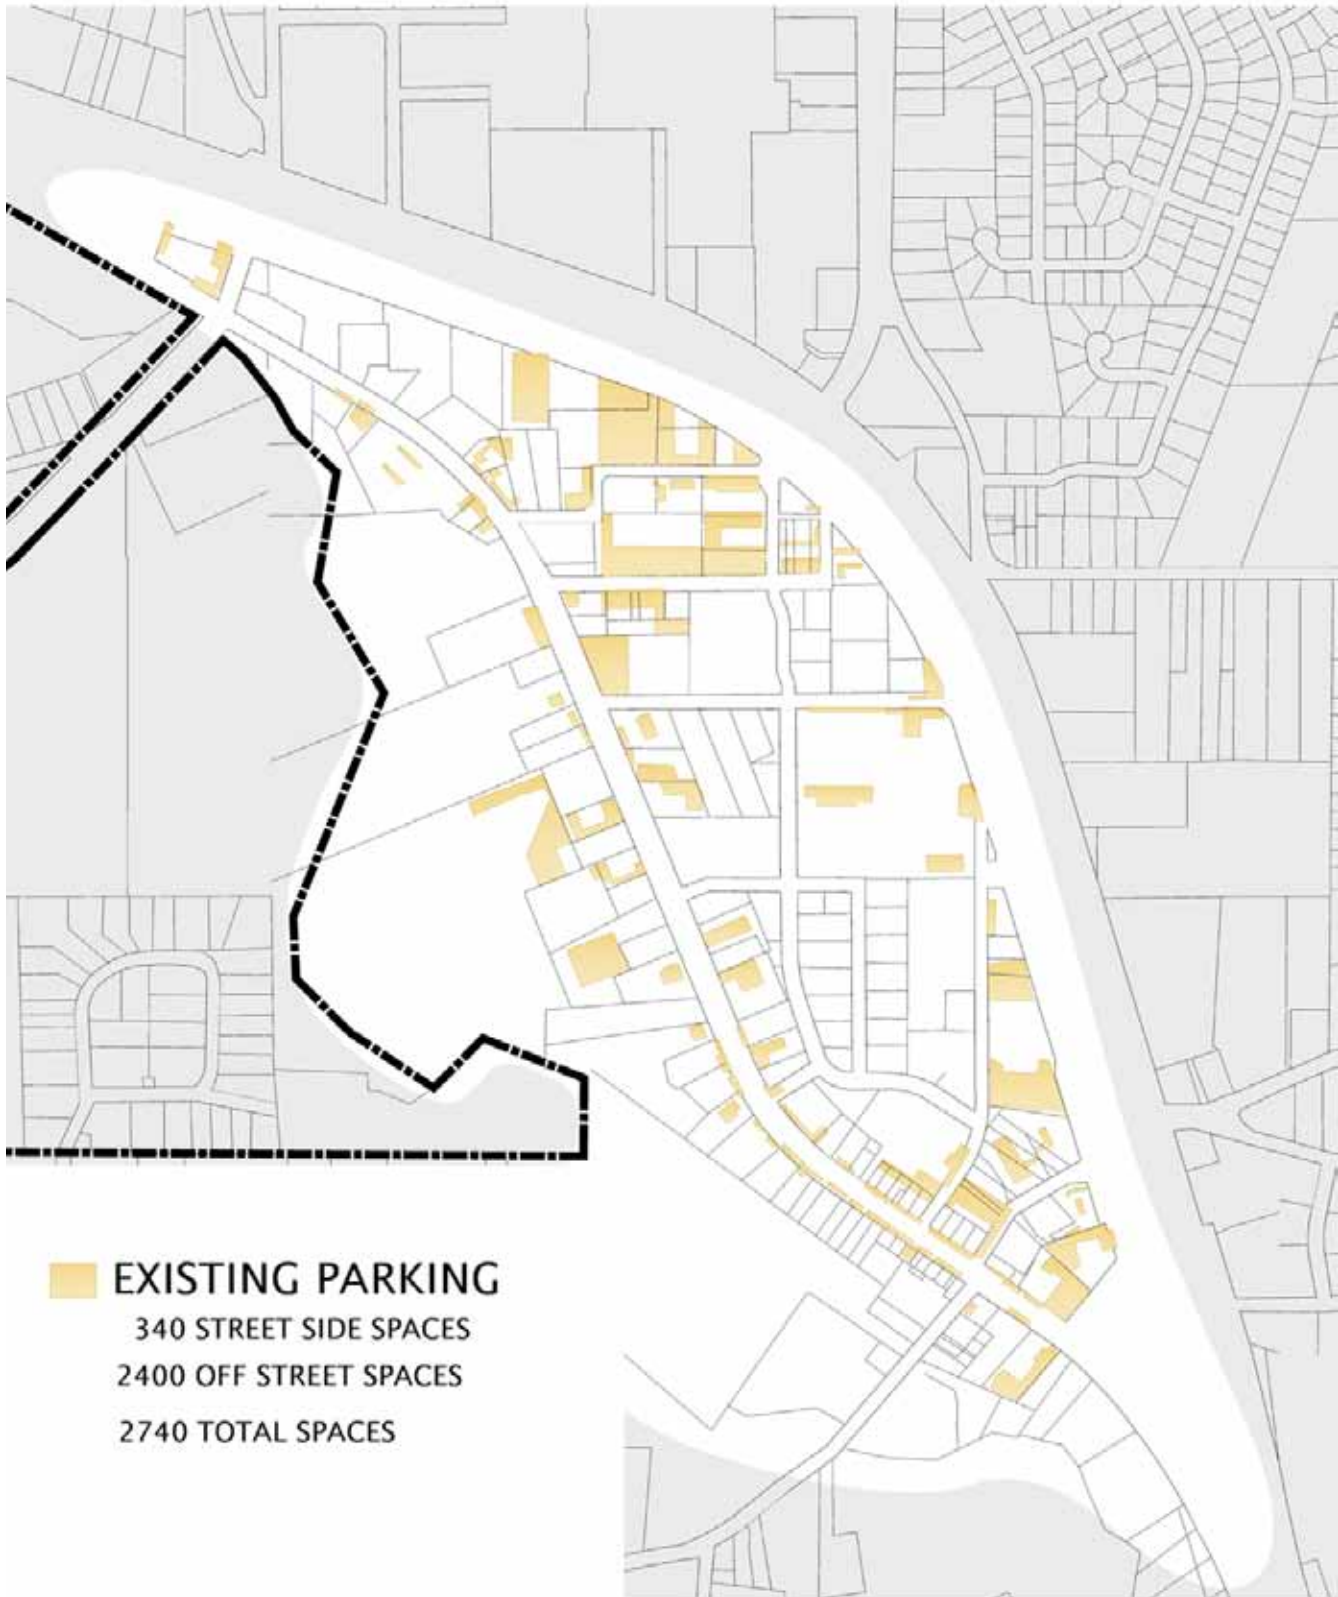 EXISTING PARKING
340 STREET SIDE SPACES
2400 OFF STREET SPACES
2740 TOTAL SPACES